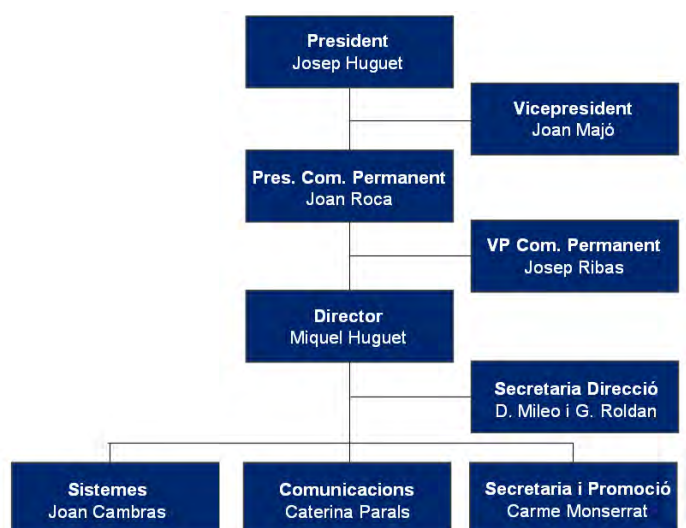 President
Josep Huguet
Vicepresident
Joan Majó
Pres. Com. Permanent
Joan Roca
VP Com. Permanent
Josep Ribas
Director
Miquel Huguet
Secretaria Direcció
D. Mileo i G. Roldan
Sistemes
Joan Cambras
Comunicacions
Caterina Parals
Secretaria i Promoció
Carme Monserrat